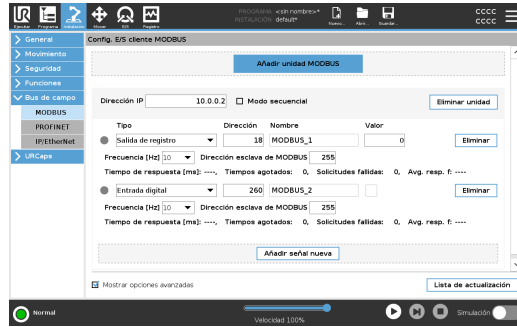 PROGRAMA <sin nombre>*
INSTALACIÓN default*
CCCC
CCCC
Ejecutar Programa Instalación Mover E/S Registro Nuevo... Abrir... Guardar...
General
Config. E/S cliente MODBUS
Movimiento
Seguridad
Funciones
Bus de campo
MODBUS
PROFINET
IP/EtherNet
URCaps
Añadir unidad MODBUS
Dirección IP 10.0.0.2 Modo secuencial Eliminar unidad
Tipo Dirección Nombre Valor
Salida de registro 18 MODBUS_1 0 Eliminar
Frecuencia [Hz] 10 Dirección esclava de MODBUS 255
Tiempo de respuesta [ms]: ----, Tiempos agotados: 0, Solicitudes fallidas: 0, Avg. resp. f: ----
Entrada digital 260 MODBUS_2 Eliminar
Frecuencia [Hz] 10 Dirección esclava de MODBUS 255
Tiempo de respuesta [ms]: ----, Tiempos agotados: 0, Solicitudes fallidas: 0, Avg. resp. f: ----
Añadir señal nueva
Mostrar opciones avanzadas Lista de actualización
Normal
Velocidad 100%
Simulación